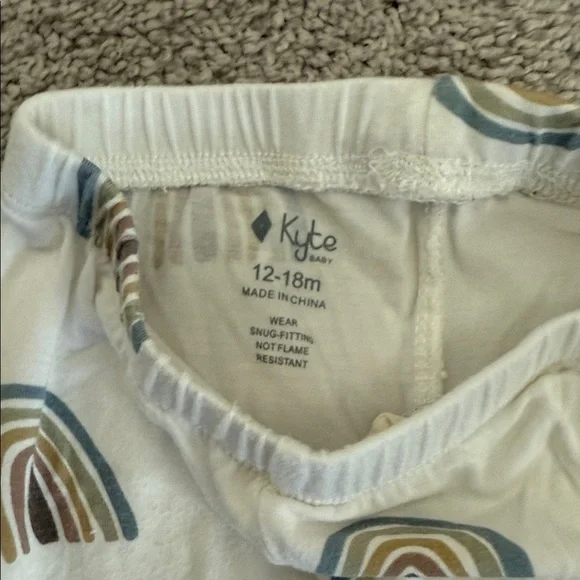 Kyte
BABY
12-18m
MADE IN CHINA
WEAR
SNUG-FITTING
NOT FLAME
RESISTANT